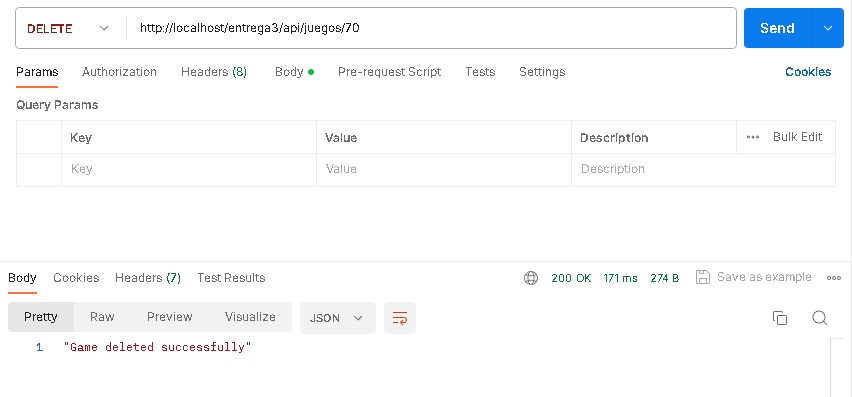 DELETE http://localhost/entrega3/api/juegos/70 Send
Params Authorization Headers (8) Body Pre-request Script Tests Settings Cookies
Query Params
Key Value Description ••• Bulk Edit
Key Value Description
Body Cookies Headers (7) Test Results 200 OK 171 ms 274 B Save as example
Pretty Raw Preview Visualize JSON
1 "Game deleted successfully"